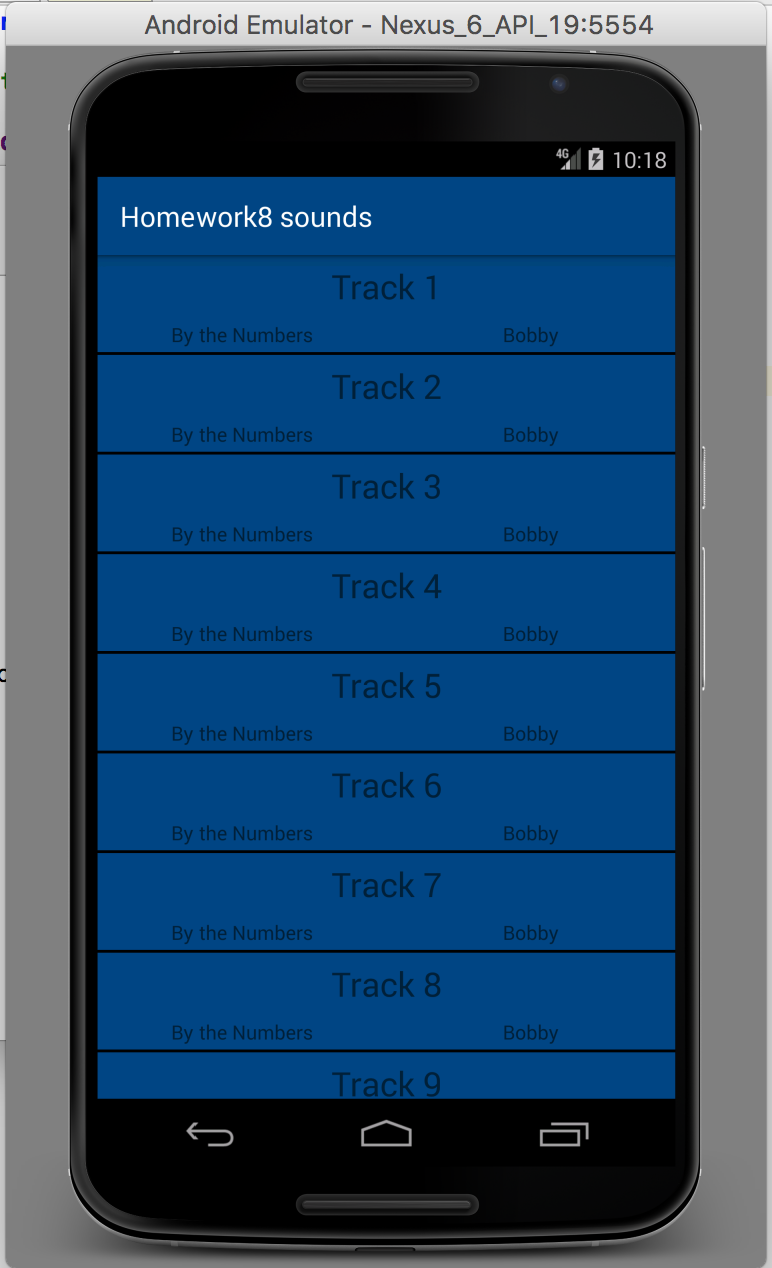 Android Emulator - Nexus_6_API_19:5554
4G 10:18
Homework8 sounds
Track 1
By the Numbers Bobby
Track 2
By the Numbers Bobby
Track 3
By the Numbers Bobby
Track 4
By the Numbers Bobby
Track 5
By the Numbers Bobby
Track 6
By the Numbers Bobby
Track 7
By the Numbers Bobby
Track 8
By the Numbers Bobby
Track 9